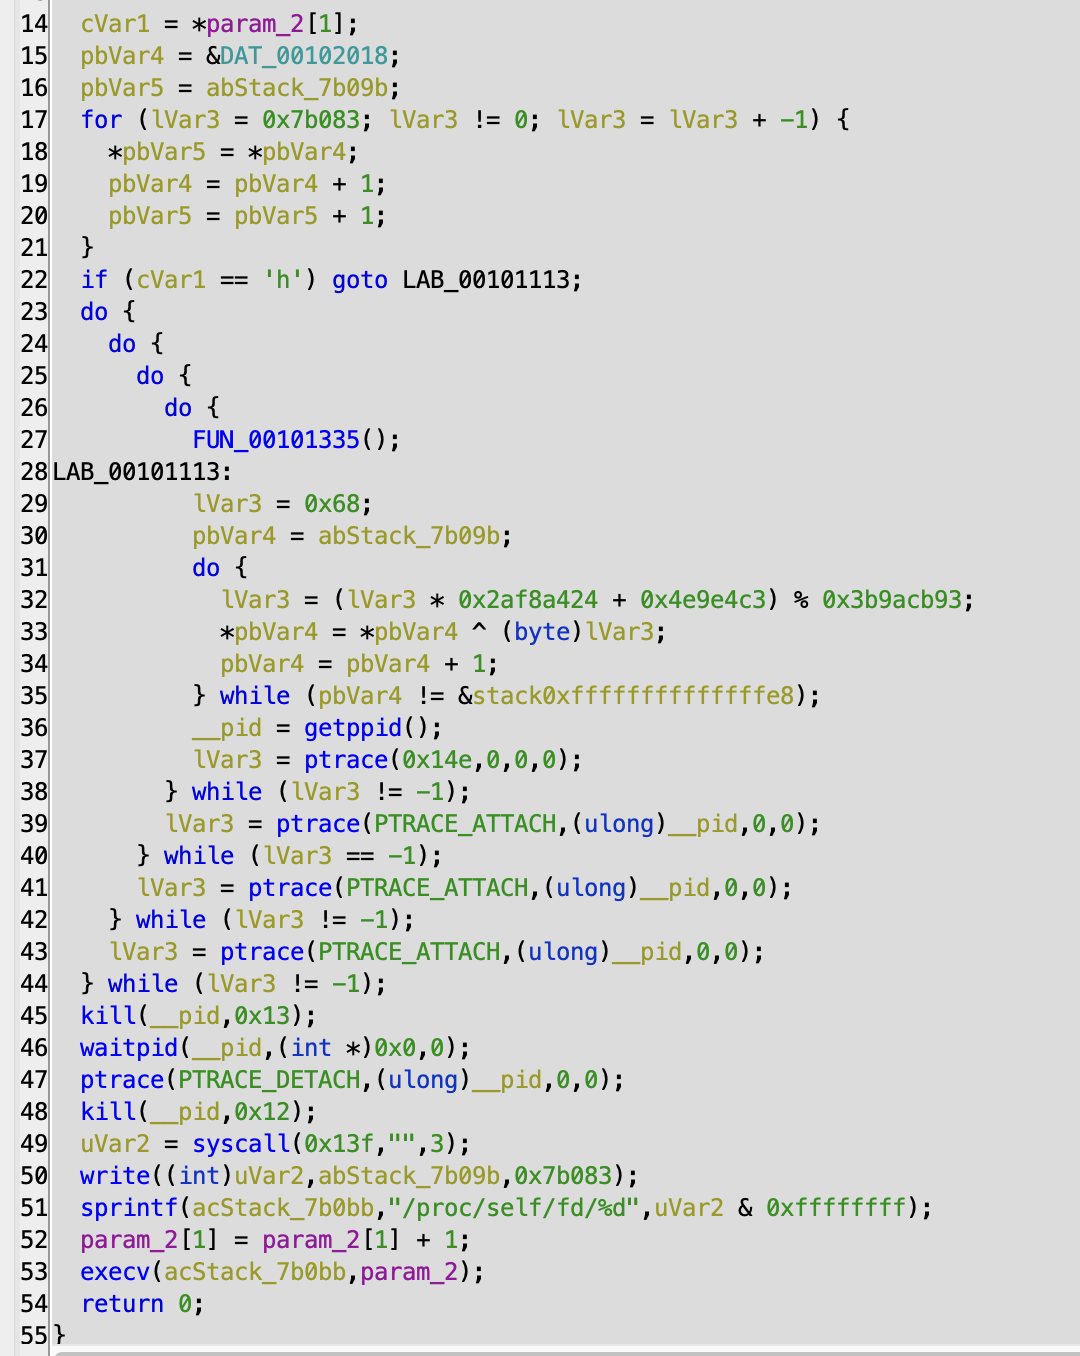 14 cVar1 = *param_2[1];
15 pbVar4 = &DAT_00102018;
16 pbVar5 = abStack_7b09b;
17 for (lVar3 = 0x7b083; lVar3 != 0; lVar3 = lVar3 + -1) {
18 *pbVar5 = *pbVar4;
19 pbVar4 = pbVar4 + 1;
20 pbVar5 = pbVar5 + 1;
21 }
22 if (cVar1 == 'h') goto LAB_00101113;
23 do {
24 do {
25 do {
26 do {
27 FUN_00101335();
28 LAB_00101113:
29 lVar3 = 0x68;
30 pbVar4 = abStack_7b09b;
31 do {
32 lVar3 = (lVar3 * 0x2af8a424 + 0x4e9e4c3) % 0x3b9acb93;
33 *pbVar4 = *pbVar4 ^ (byte)lVar3;
34 pbVar4 = pbVar4 + 1;
35 } while (pbVar4 != &stack0xffffffffffffffe8);
36 __pid = getppid();
37 lVar3 = ptrace(0x14e,0,0,0);
38 } while (lVar3 != -1);
39 lVar3 = ptrace(PTRACE_ATTACH,(ulong)__pid,0,0);
40 } while (lVar3 == -1);
41 lVar3 = ptrace(PTRACE_ATTACH,(ulong)__pid,0,0);
42 } while (lVar3 != -1);
43 lVar3 = ptrace(PTRACE_ATTACH,(ulong)__pid,0,0);
44 } while (lVar3 != -1);
45 kill(__pid,0x13);
46 waitpid(__pid,(int *)0x0,0);
47 ptrace(PTRACE_DETACH,(ulong)__pid,0,0);
48 kill(__pid,0x12);
49 uVar2 = syscall(0x13f,"",3);
50 write((int)uVar2,abStack_7b09b,0x7b083);
51 sprintf(acStack_7b0bb,"/proc/self/fd/%d",uVar2 & 0xffffffff);
52 param_2[1] = param_2[1] + 1;
53 execv(acStack_7b0bb,param_2);
54 return 0;
55 }